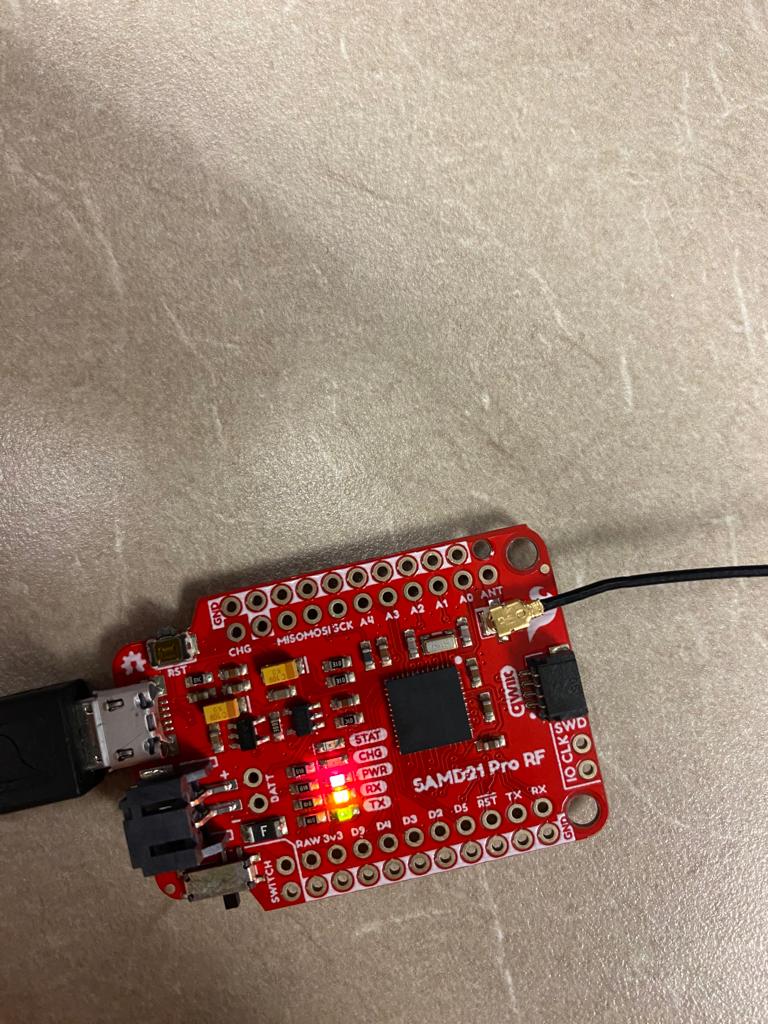 GND
ANT
A0
A1
A2
A3
A4
MISO MOSI SCK
CHG
RST
QWIIC
STAT
CHG
PWR
RX
TX
SAMD21 Pro RF
SWD
IO CLK
BATT
+
-
F
RAW 3V3 D9 D4 D3 D2 D5 RST TX RX
GND
SWITCH